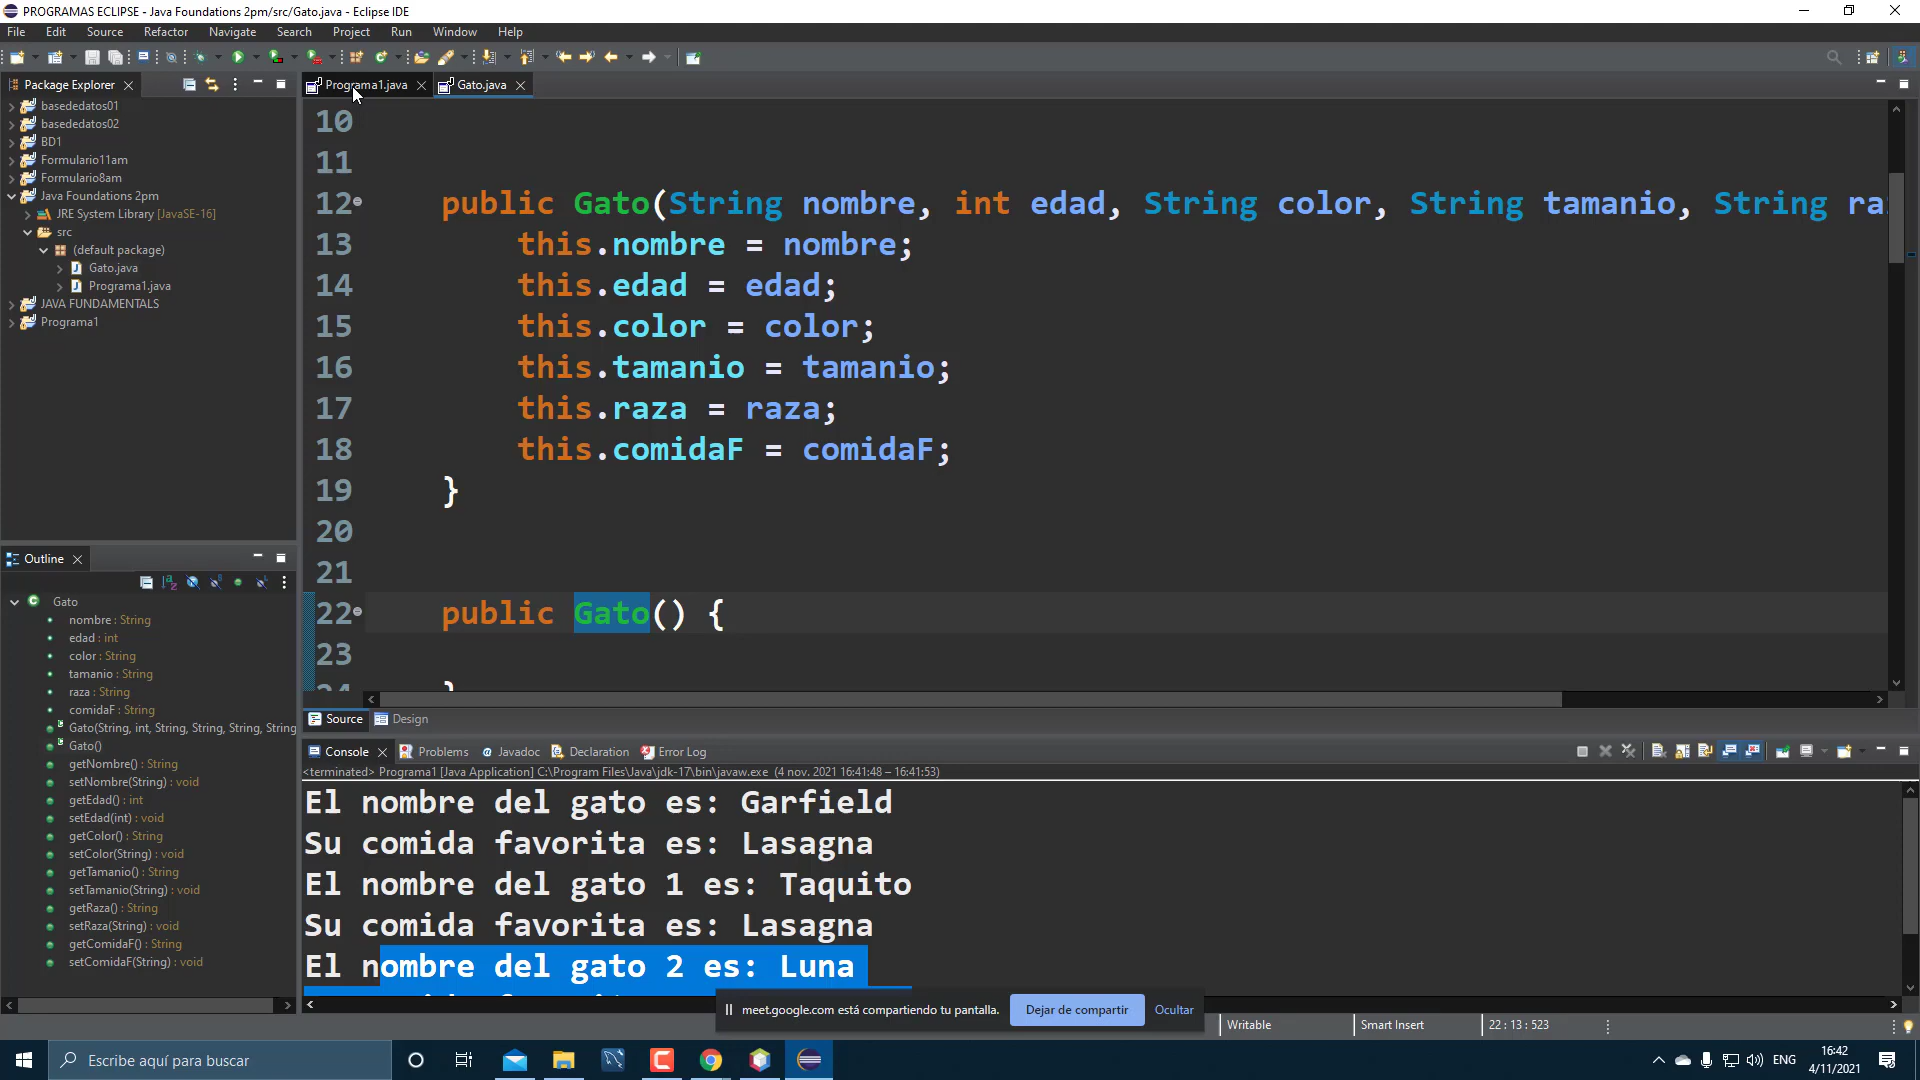 PROGRAMAS ECLIPSE - Java Foundations 2pm/src/Gato.java - Eclipse IDE
File Edit Source Refactor Navigate Search Project Run Window Help
Package Explorer
basededatos01
basededatos02
BD1
Formulario11am
Formulario8am
Java Foundations 2pm
JRE System Library [JavaSE-16]
src
(default package)
Gato.java
Programa1.java
JAVA FUNDAMENTALS
Programa1
Outline
Gato
nombre : String
edad : int
color : String
tamanio : String
raza : String
comidaF : String
Gato(String, int, String, String, String, String
Gato()
getNombre() : String
setNombre(String) : void
getEdad() : int
setEdad(int) : void
getColor() : String
setColor(String) : void
getTamanio() : String
setTamanio(String) : void
getRaza() : String
setRaza(String) : void
getComidaF() : String
setComidaF(String) : void
Programa1.java Gato.java
10
11
12 public Gato(String nombre, int edad, String color, String tamanio, String ra
13 this.nombre = nombre;
14 this.edad = edad;
15 this.color = color;
16 this.tamanio = tamanio;
17 this.raza = raza;
18 this.comidaF = comidaF;
19 }
20
21
22 public Gato() {
23
24 }
Source Design
Console Problems Javadoc Declaration Error Log
<terminated> Programa1 [Java Application] C:\Program Files\Java\jdk-17\bin\javaw.exe (4 nov. 2021 16:41:48 – 16:41:53)
El nombre del gato es: Garfield
Su comida favorita es: Lasagna
El nombre del gato 1 es: Taquito
Su comida favorita es: Lasagna
El nombre del gato 2 es: Luna
meet.google.com está compartiendo tu pantalla. Dejar de compartir Ocultar
Writable Smart Insert 22 : 13 : 523
Escribe aquí para buscar
ENG
16:42
4/11/2021